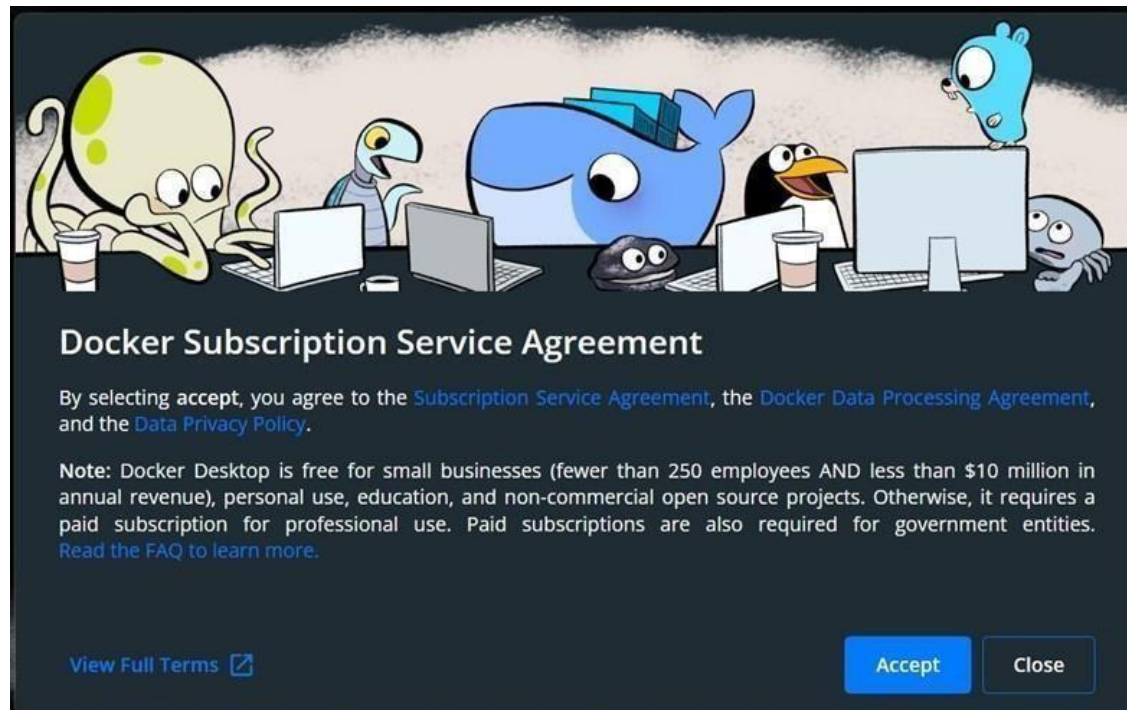 Docker Subscription Service Agreement
By selecting accept, you agree to the Subscription Service Agreement, the Docker Data Processing Agreement,
and the Data Privacy Policy.
Note: Docker Desktop is free for small businesses (fewer than 250 employees AND less than $10 million in
annual revenue), personal use, education, and non-commercial open source projects. Otherwise, it requires a
paid subscription for professional use. Paid subscriptions are also required for government entities.
Read the FAQ to learn more.
View Full Terms
Accept
Close